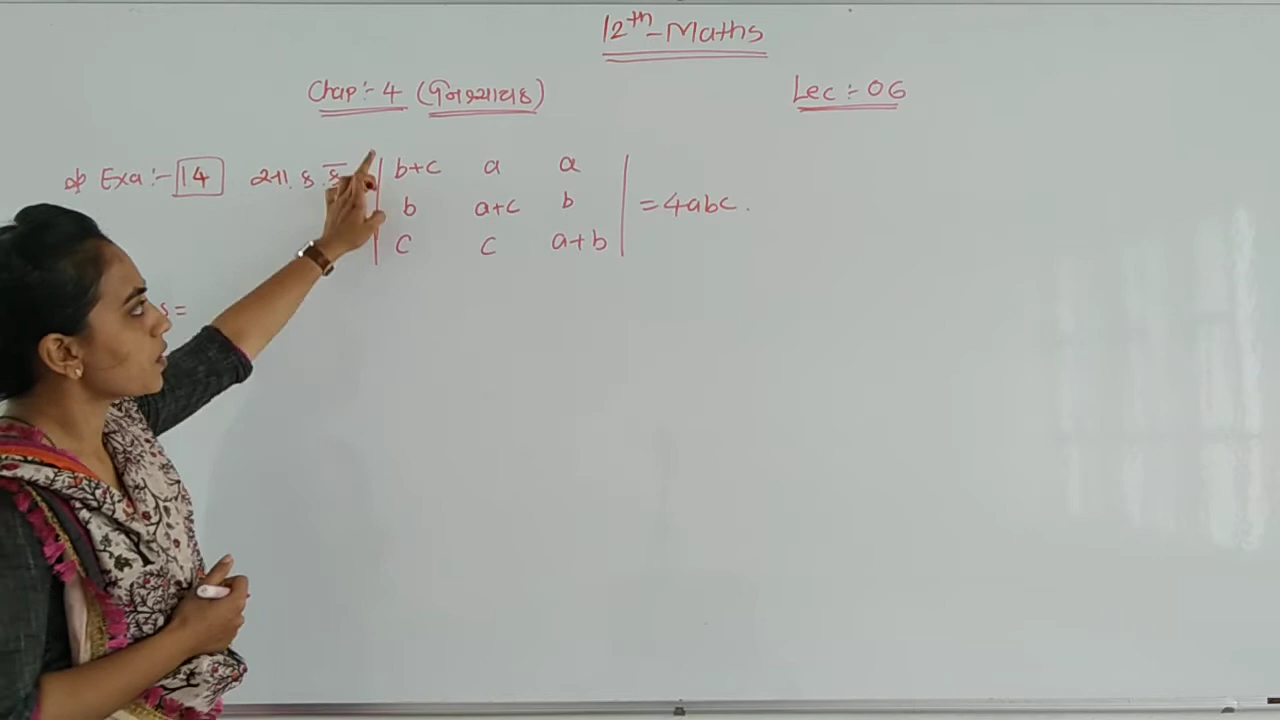 12th-Maths
Chap:- 4 (નિશ્ચાયક)
Lec :- 06
Exa:- 14 સા. કે.
b+c a a
b a+c b = 4abc.
c c a+b
s =